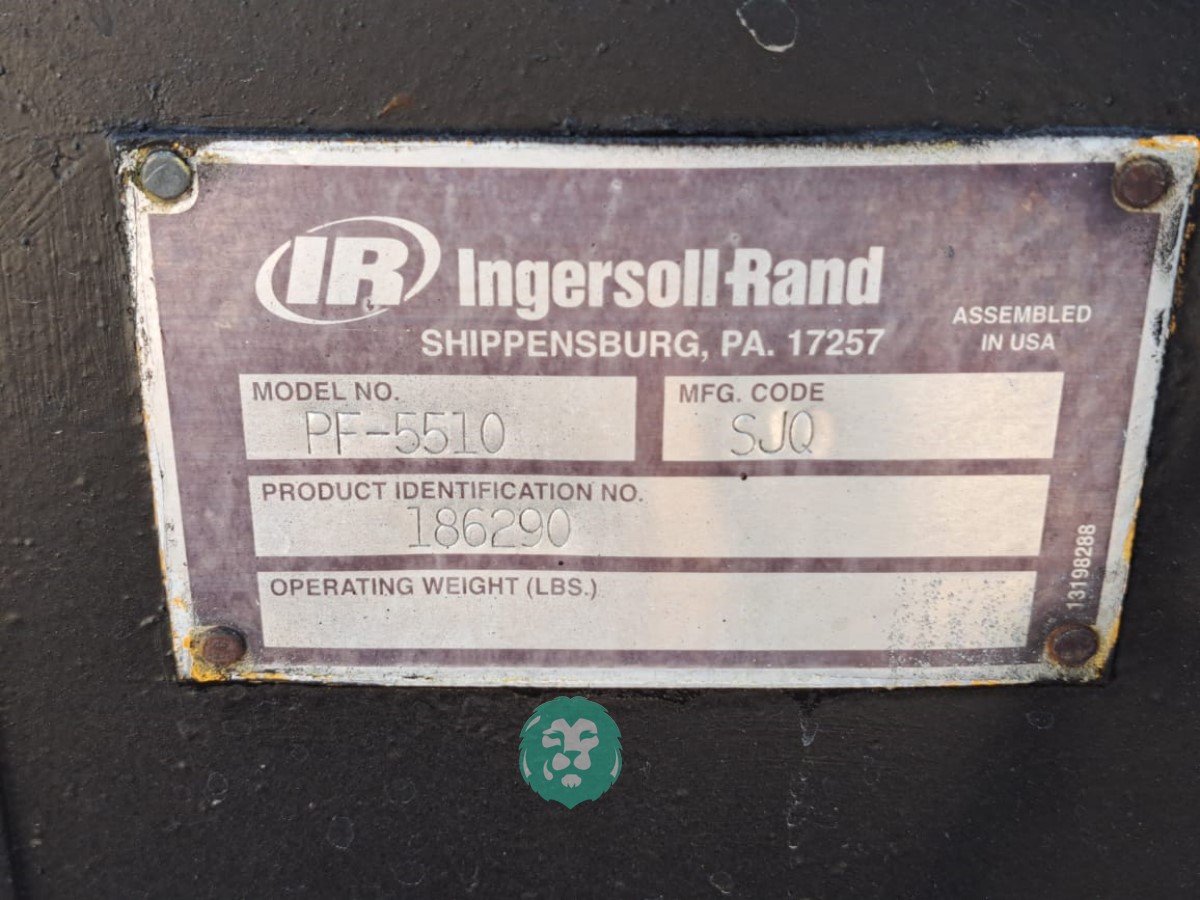 IR Ingersoll-Rand
SHIPPENSBURG, PA. 17257
ASSEMBLED
IN USA
MODEL NO.
PF-5510
MFG. CODE
SJQ
PRODUCT IDENTIFICATION NO.
186290
OPERATING WEIGHT (LBS.)
13198288